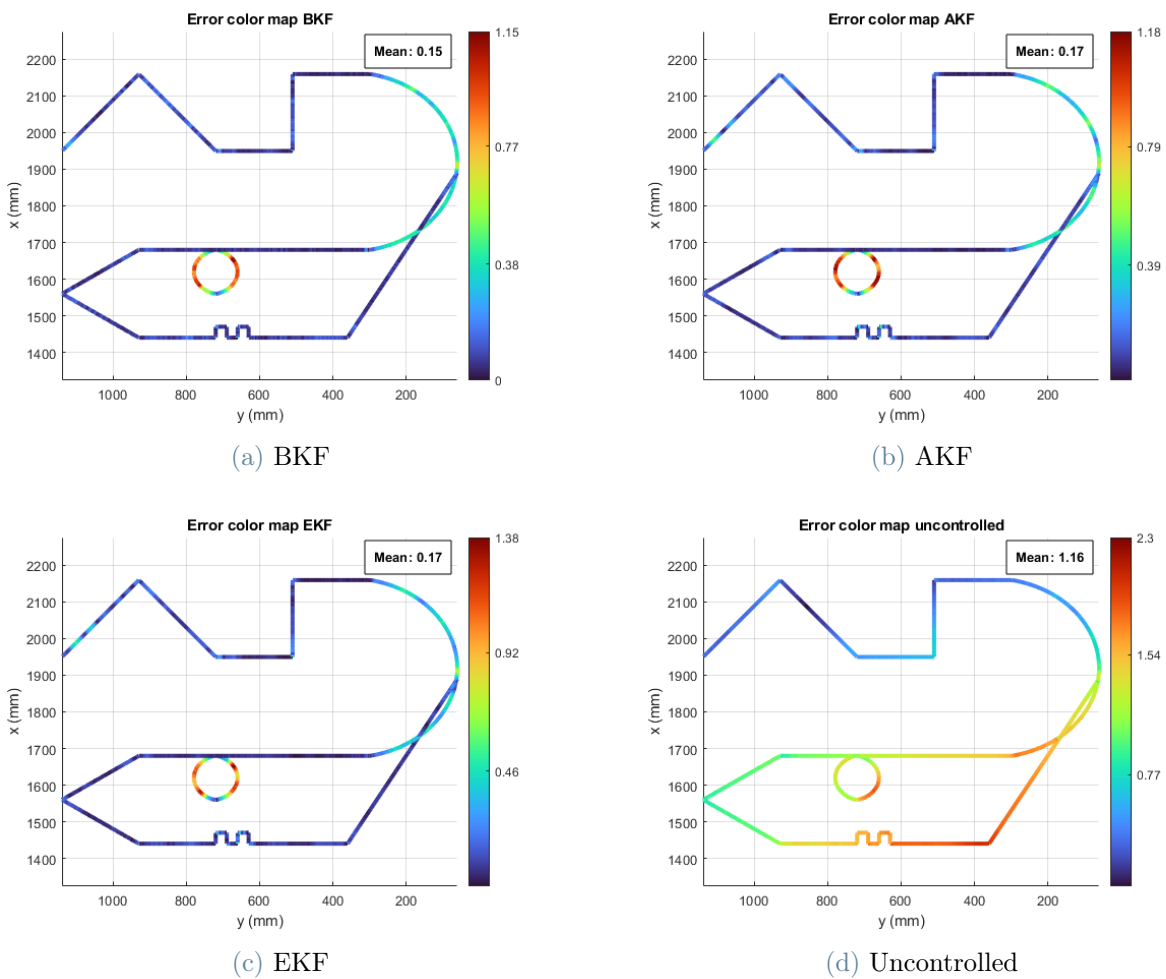 Error color map BKF
Mean: 0.15
1.15
0.77
0.38
0
2200
2100
2000
1900
1800
1700
1600
1500
1400
x (mm)
1000 800 600 400 200
y (mm)
(a) BKF
Error color map AKF
Mean: 0.17
1.18
0.79
0.39
2200
2100
2000
1900
1800
1700
1600
1500
1400
x (mm)
1000 800 600 400 200
y (mm)
(b) AKF
Error color map EKF
Mean: 0.17
1.38
0.92
0.46
2200
2100
2000
1900
1800
1700
1600
1500
1400
x (mm)
1000 800 600 400 200
y (mm)
(c) EKF
Error color map uncontrolled
Mean: 1.16
2.3
1.54
0.77
2200
2100
2000
1900
1800
1700
1600
1500
1400
x (mm)
1000 800 600 400 200
y (mm)
(d) Uncontrolled